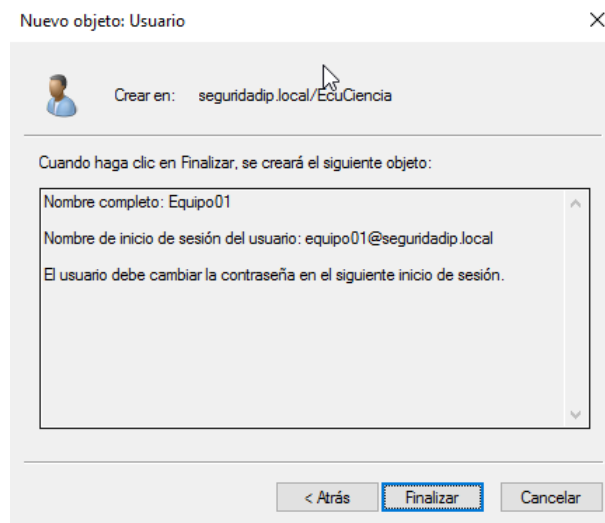 Nuevo objeto: Usuario
Crear en: seguridadip.local/EcuCiencia
Cuando haga clic en Finalizar, se creará el siguiente objeto:
Nombre completo: Equipo01
Nombre de inicio de sesión del usuario: equipo01@seguridadip.local
El usuario debe cambiar la contraseña en el siguiente inicio de sesión.
< Atrás Finalizar Cancelar